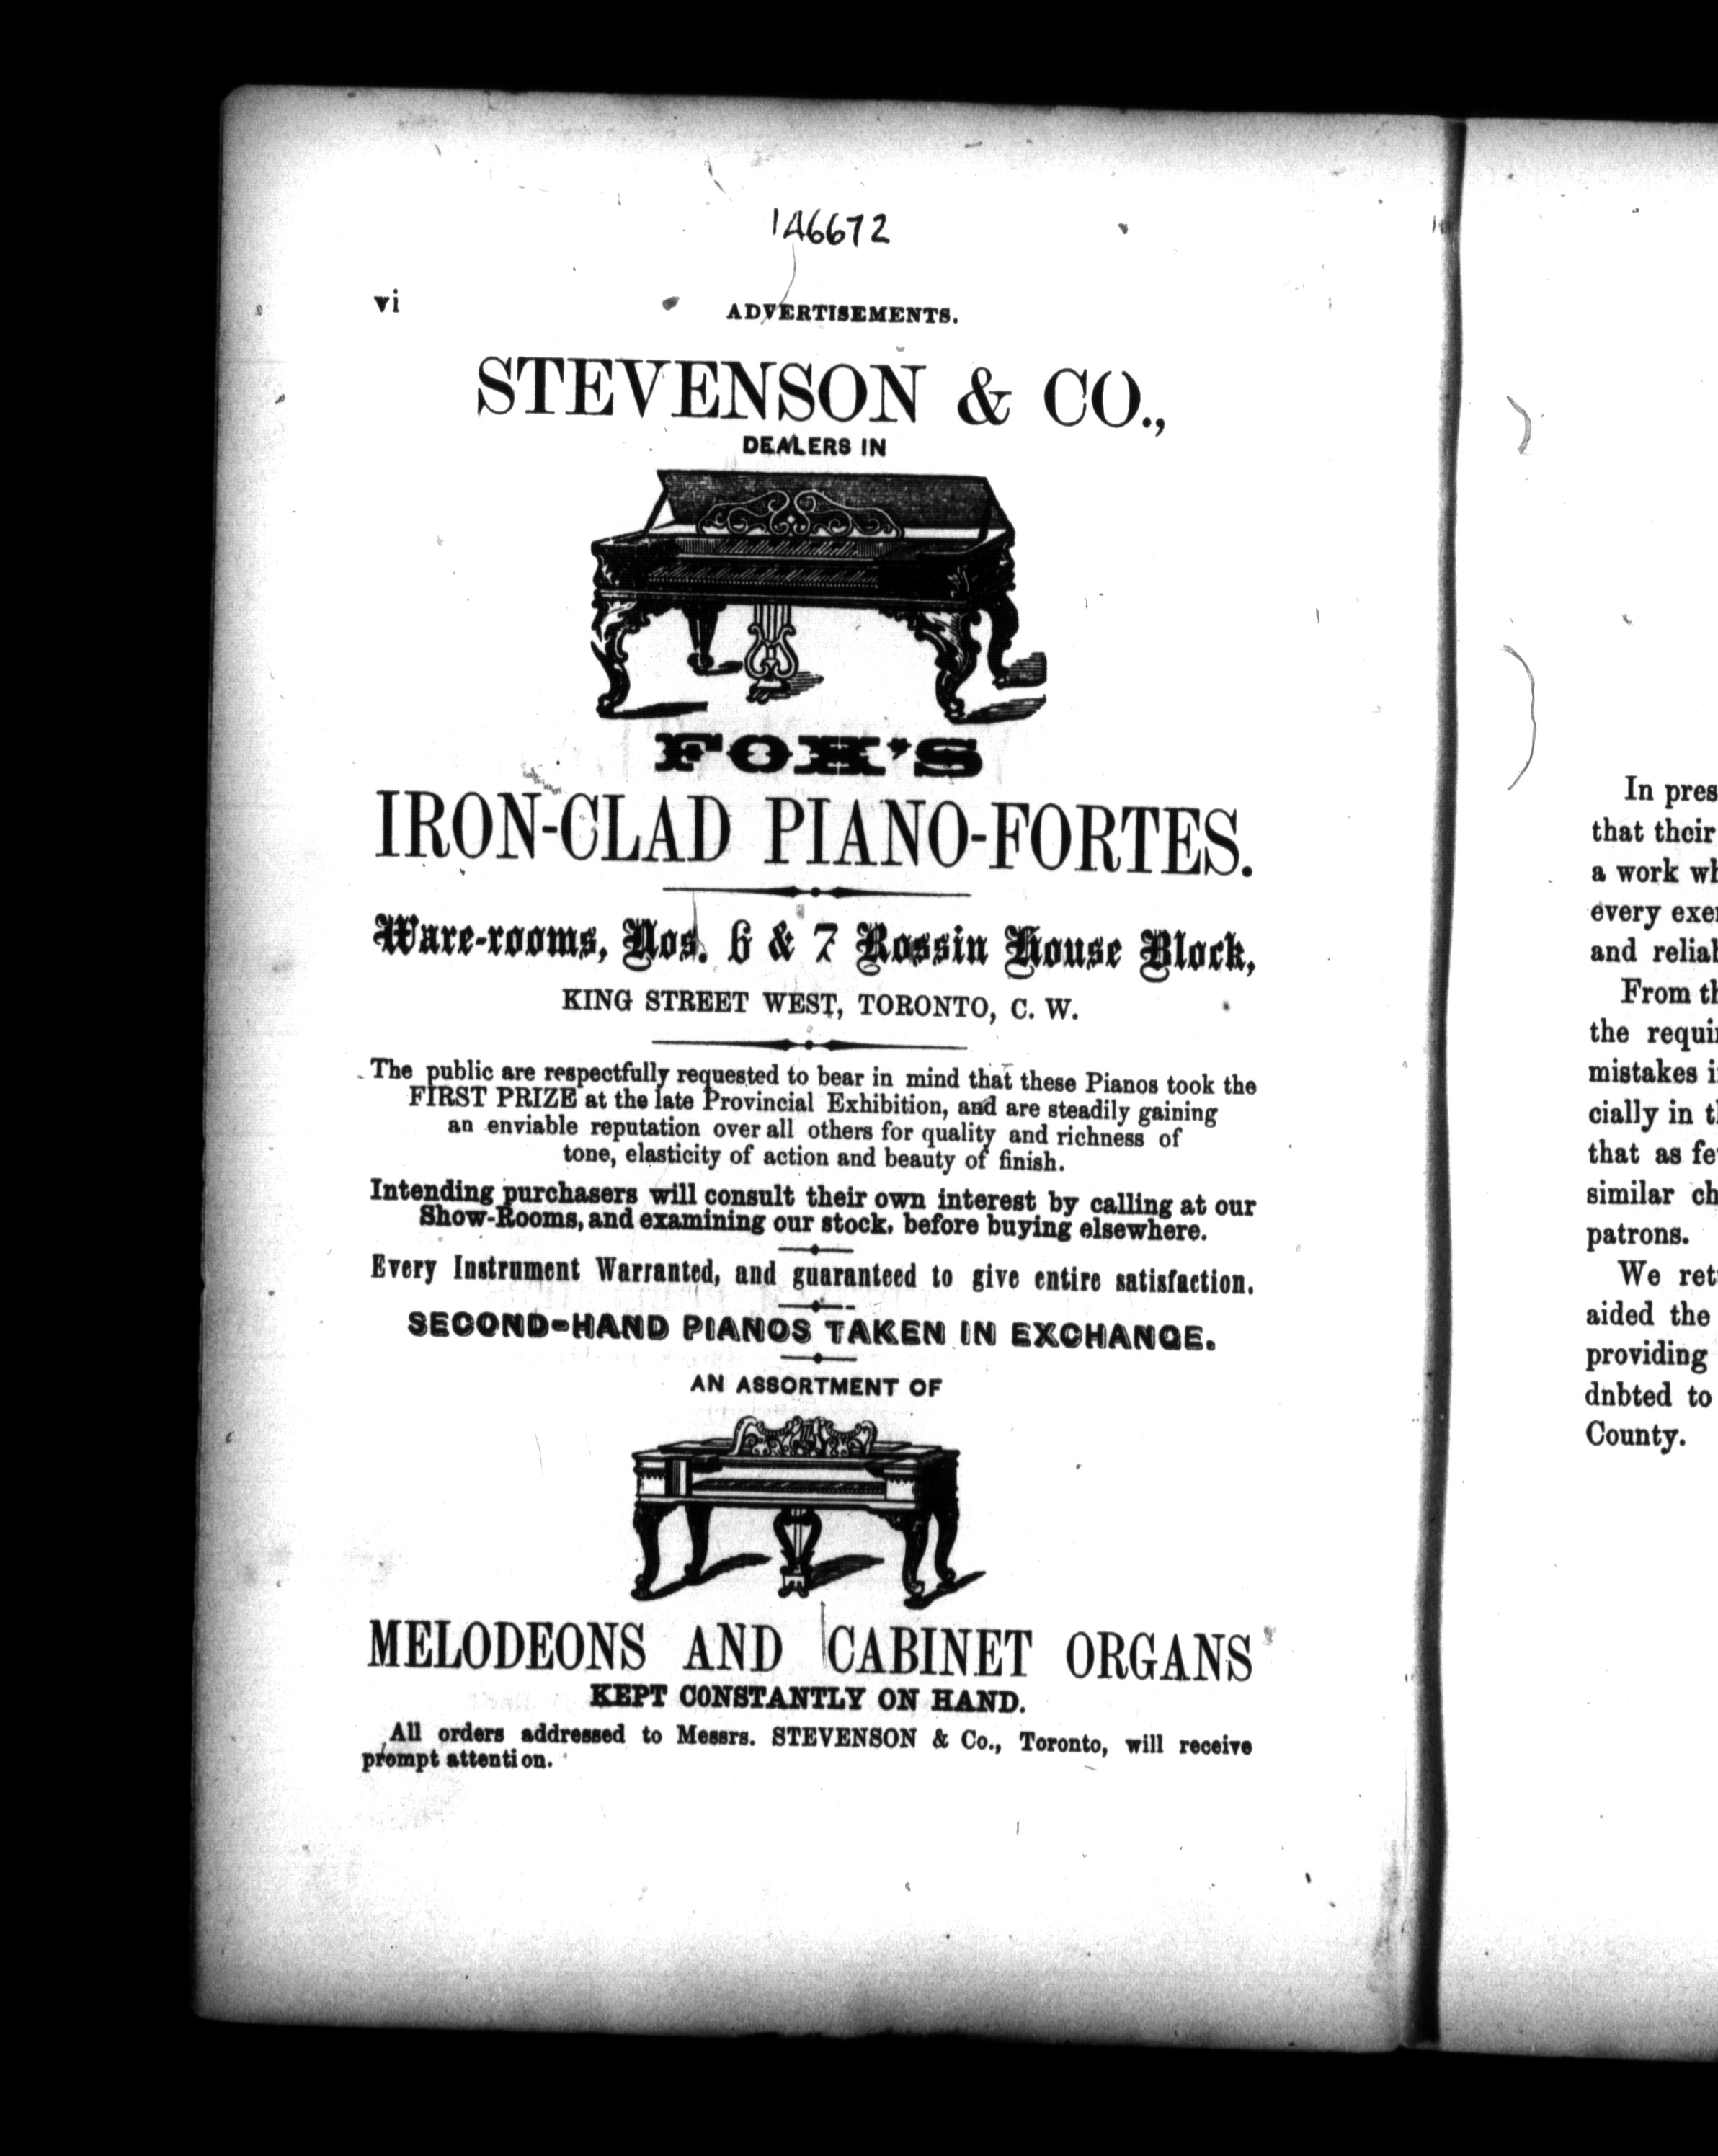 146672
vi
ADVERTISEMENTS.
STEVENSON & CO.,
DEALERS IN
FOX'S
IRON-CLAD PIANO-FORTES.
Ware-rooms, Nos. 6 & 7 Rossin House Block,
KING STREET WEST, TORONTO, C. W.
The public are respectfully requested to bear in mind that these Pianos took the
FIRST PRIZE at the late Provincial Exhibition, and are steadily gaining
an enviable reputation over all others for quality and richness of
tone, elasticity of action and beauty of finish.
Intending purchasers will consult their own interest by calling at our
Show-Rooms, and examining our stock, before buying elsewhere.
Every Instrument Warranted, and guaranteed to give entire satisfaction.
SECOND-HAND PIANOS TAKEN IN EXCHANGE.
AN ASSORTMENT OF
MELODEONS AND CABINET ORGANS
KEPT CONSTANTLY ON HAND.
All orders addressed to Messrs. STEVENSON & Co., Toronto, will receive
prompt attention.
In pres
that their
a work wh
every exer
and reliab
From th
the requir
mistakes i
cially in t
that as fe
similar ch
patrons.
We ret
aided the
providing
dnbted to
County.